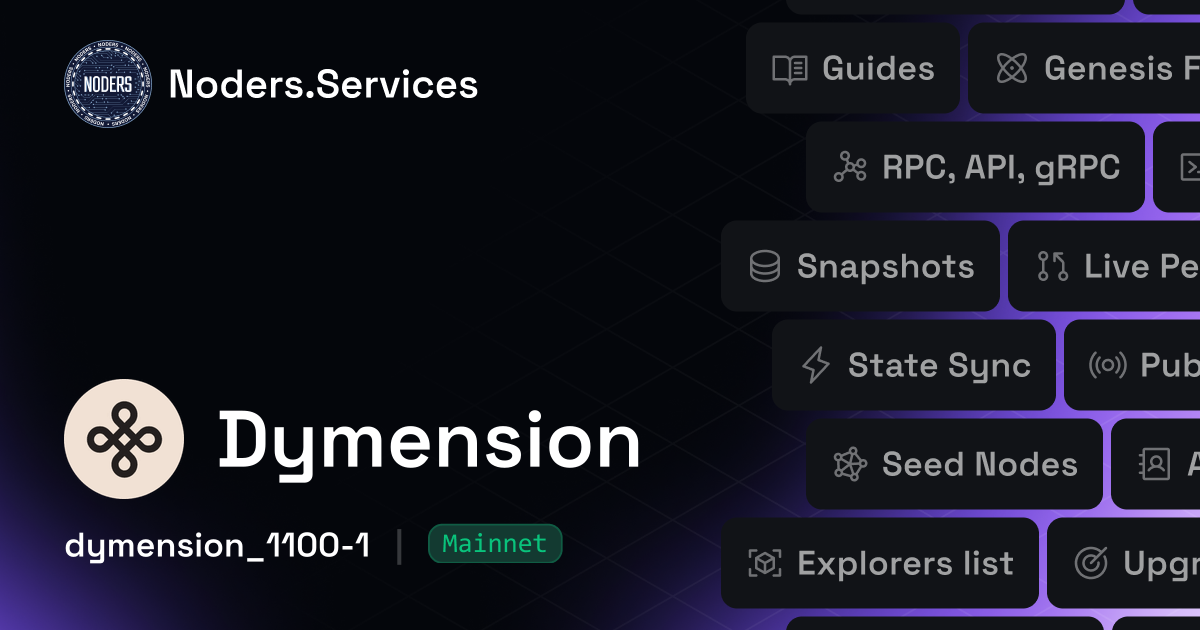 NODERS
Noders.Services
Guides
Genesis F
RPC, API, gRPC
Snapshots
Live Pe
State Sync
Pub
Dymension
Seed Nodes
A
dymension_1100-1 | Mainnet
Explorers list
Upgr